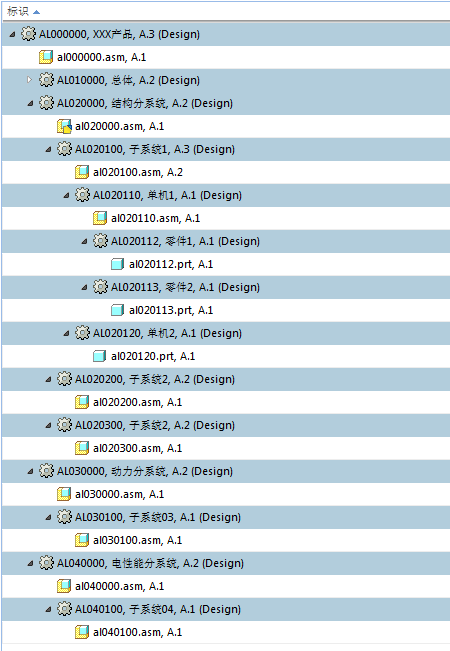 标识
AL000000, XXX产品, A.3 (Design)
al000000.asm, A.1
AL010000, 总体, A.2 (Design)
AL020000, 结构分系统, A.2 (Design)
al020000.asm, A.1
AL020100, 子系统1, A.3 (Design)
al020100.asm, A.2
AL020110, 单机1, A.1 (Design)
al020110.asm, A.1
AL020112, 零件1, A.1 (Design)
al020112.prt, A.1
AL020113, 零件2, A.1 (Design)
al020113.prt, A.1
AL020120, 单机2, A.1 (Design)
al020120.prt, A.1
AL020200, 子系统2, A.2 (Design)
al020200.asm, A.1
AL020300, 子系统2, A.2 (Design)
al020300.asm, A.1
AL030000, 动力分系统, A.2 (Design)
al030000.asm, A.1
AL030100, 子系统03, A.1 (Design)
al030100.asm, A.1
AL040000, 电性能分系统, A.2 (Design)
al040000.asm, A.1
AL040100, 子系统04, A.1 (Design)
al040100.asm, A.1